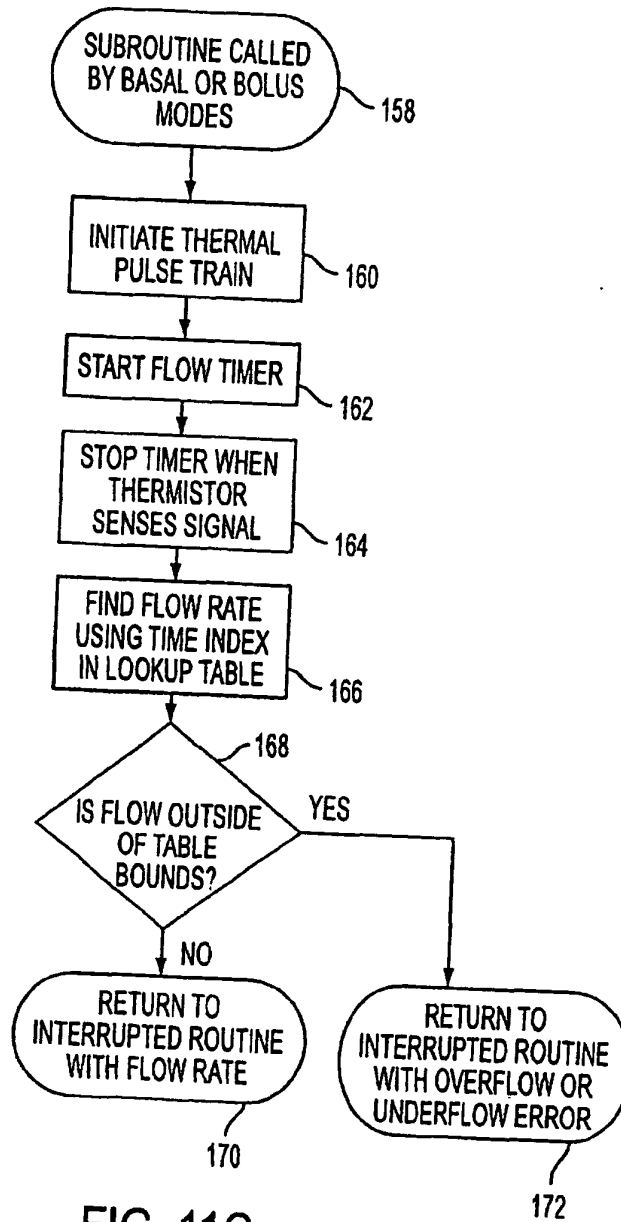 SUBROUTINE CALLED
BY BASAL OR BOLUS
MODES
158
INITIATE THERMAL
PULSE TRAIN
160
START FLOW TIMER
162
STOP TIMER WHEN
THERMISTOR
SENSES SIGNAL
164
FIND FLOW RATE
USING TIME INDEX
IN LOOKUP TABLE
166
168
IS FLOW OUTSIDE
OF TABLE
BOUNDS?
YES
NO
RETURN TO
INTERRUPTED ROUTINE
WITH FLOW RATE
170
RETURN TO
INTERRUPTED ROUTINE
WITH OVERFLOW OR
UNDERFLOW ERROR
172